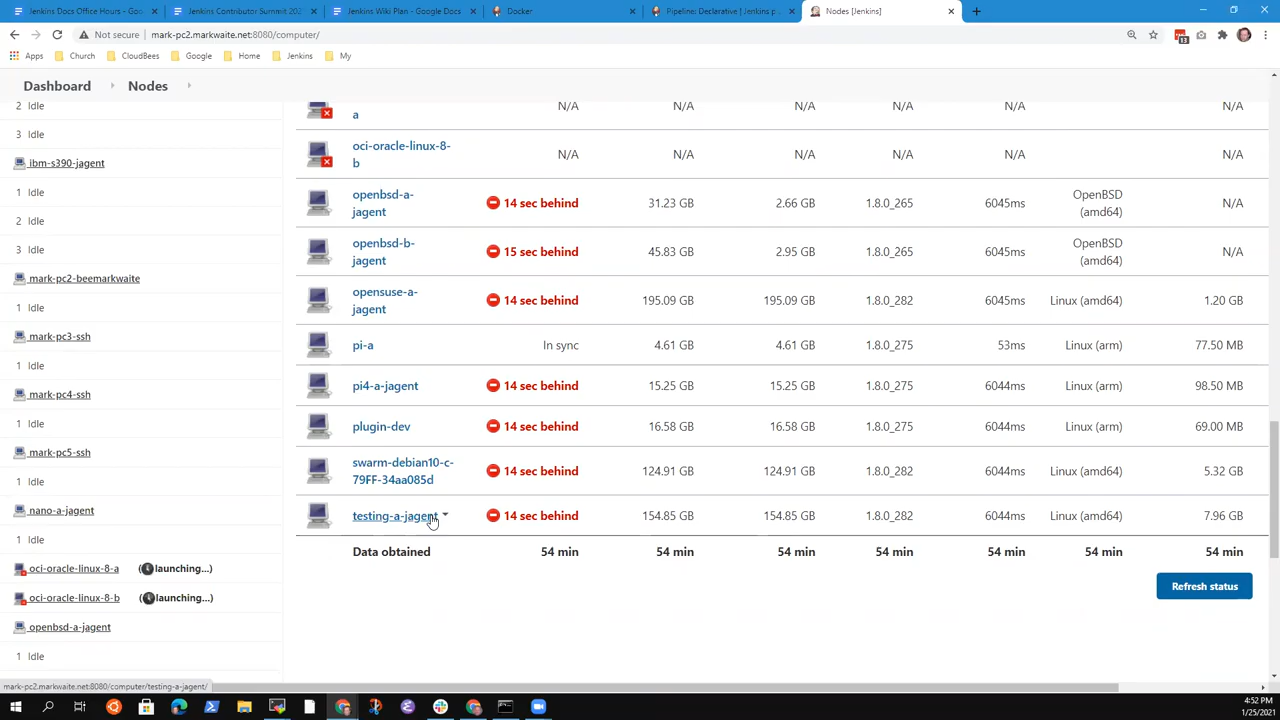 Jenkins Docs Office Hours - Goo
Jenkins Contributor Summit 202
Jenkins Wiki Plan - Google Docs
Docker
Pipeline: Declarative | Jenkins p
Nodes [Jenkins]
Not secure | mark-pc2.markwaite.net:8080/computer/
13
Apps Church CloudBees Google Home Jenkins My
Dashboard Nodes
2 Idle
3 Idle
ibm-s390-jagent
1 Idle
2 Idle
3 Idle
mark-pc2-beemarkwaite
1 Idle
mark-pc3-ssh
1 Idle
mark-pc4-ssh
1 Idle
mark-pc5-ssh
1 Idle
nano-a-jagent
1 Idle
oci-oracle-linux-8-a (launching...)
oci-oracle-linux-8-b (launching...)
openbsd-a-jagent
1 Idle
a N/A N/A N/A N/A N/A N/A
oci-oracle-linux-8-
b N/A N/A N/A N/A N/A N/A
openbsd-a-
jagent 14 sec behind 31.23 GB 2.66 GB 1.8.0_265 6045ms OpenBSD
(amd64) N/A
openbsd-b-
jagent 15 sec behind 45.83 GB 2.95 GB 1.8.0_265 6045ms OpenBSD
(amd64) N/A
opensuse-a-
jagent 14 sec behind 195.09 GB 195.09 GB 1.8.0_282 6045ms Linux (amd64) 1.20 GB
pi-a In sync 4.61 GB 4.61 GB 1.8.0_275 53ms Linux (arm) 77.50 MB
pi4-a-jagent 14 sec behind 15.25 GB 15.25 GB 1.8.0_275 6044ms Linux (arm) 98.50 MB
plugin-dev 14 sec behind 16.58 GB 16.58 GB 1.8.0_275 6044ms Linux (arm) 69.00 MB
swarm-debian10-c-
79FF-34aa085d 14 sec behind 124.91 GB 124.91 GB 1.8.0_282 6044ms Linux (amd64) 5.32 GB
testing-a-jagent 14 sec behind 154.85 GB 154.85 GB 1.8.0_282 6044ms Linux (amd64) 7.96 GB
Data obtained 54 min 54 min 54 min 54 min 54 min 54 min 54 min
Refresh status
mark-pc2.markwaite.net:8080/computer/testing-a-jagent/
4:52 PM
1/25/2021